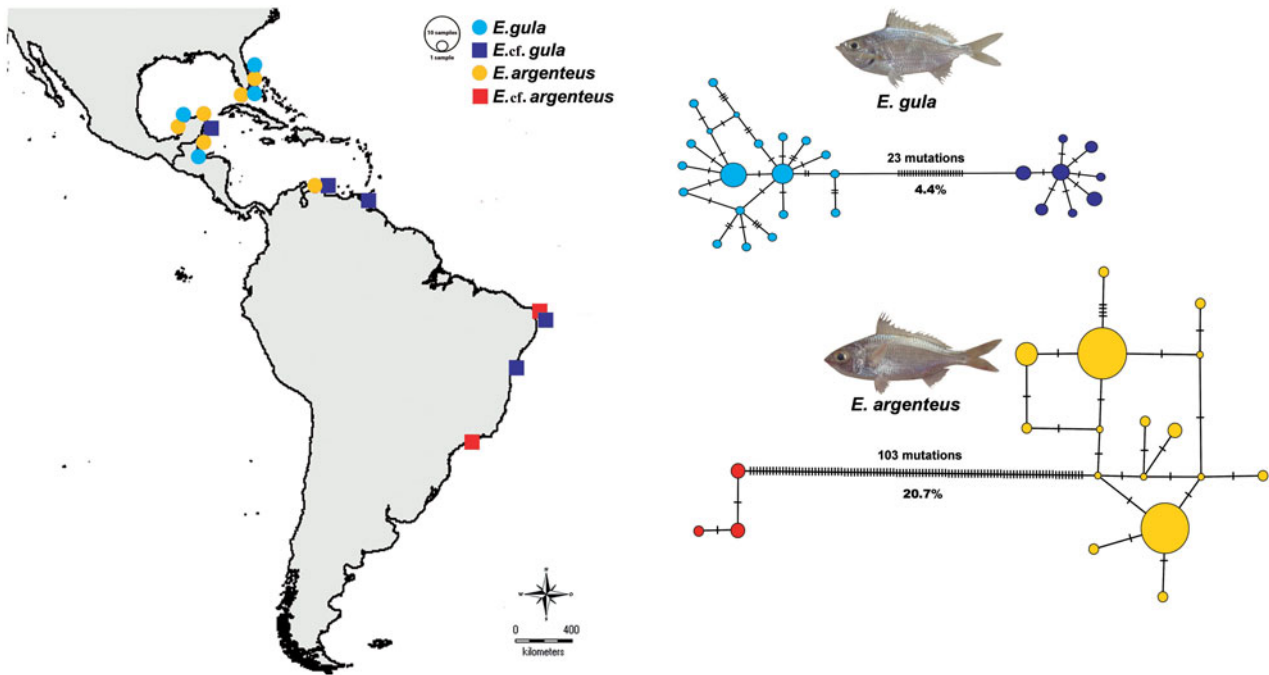 10 samples
1 sample
E.gula
E.cf. gula
E.argenteus
E.cf. argenteus
0 400
kilometers
E. gula
23 mutations
4.4%
E. argenteus
103 mutations
20.7%